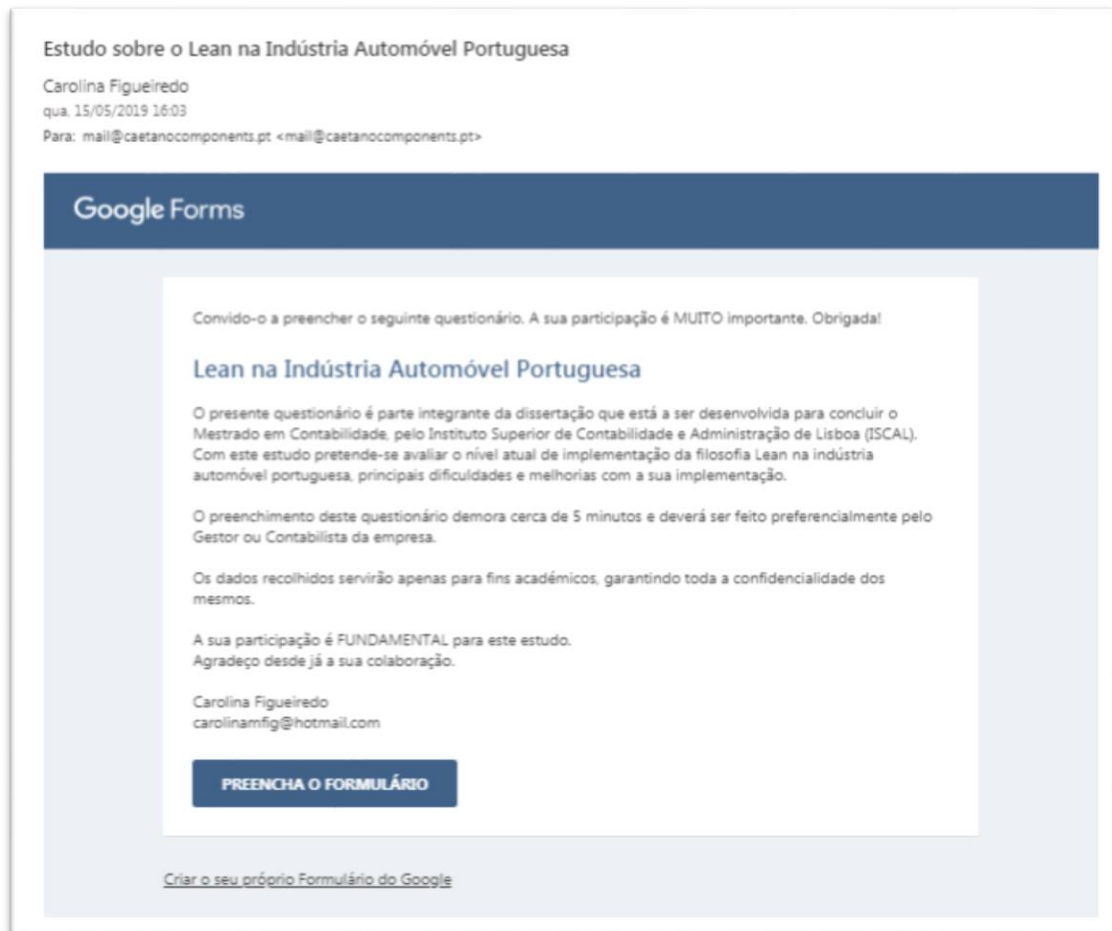 Estudo sobre o Lean na Indústria Automóvel Portuguesa
Carolina Figueiredo
qua, 15/05/2019 16:03
Para: mail@caetanocomponents.pt <mail@caetanocomponents.pt>
Google Forms
Convido-o a preencher o seguinte questionário. A sua participação é MUITO importante. Obrigada!
Lean na Indústria Automóvel Portuguesa
O presente questionário é parte integrante da dissertação que está a ser desenvolvida para concluir o
Mestrado em Contabilidade, pelo Instituto Superior de Contabilidade e Administração de Lisboa (ISCAL).
Com este estudo pretende-se avaliar o nível atual de implementação da filosofia Lean na indústria
automóvel portuguesa, principais dificuldades e melhorias com a sua implementação.
O preenchimento deste questionário demora cerca de 5 minutos e deverá ser feito preferencialmente pelo
Gestor ou Contabilista da empresa.
Os dados recolhidos servirão apenas para fins académicos, garantindo toda a confidencialidade dos
mesmos.
A sua participação é FUNDAMENTAL para este estudo.
Agradeço desde já a sua colaboração.
Carolina Figueiredo
carolinamfig@hotmail.com
PREENCHA O FORMULÁRIO
Criar o seu próprio Formulário do Google